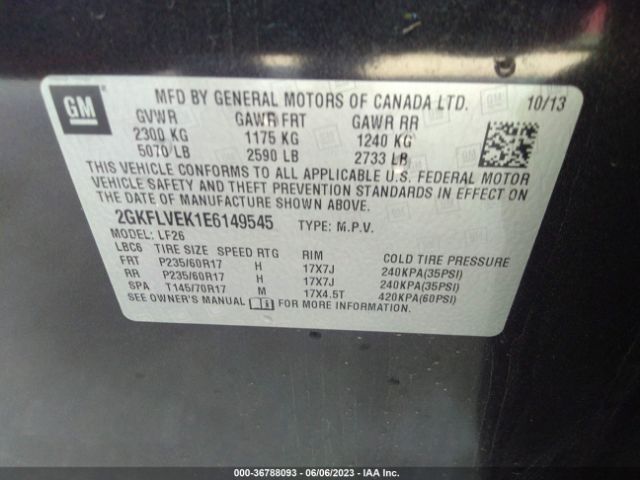 GM
MFD BY GENERAL MOTORS OF CANADA LTD. 10/13
GVWR GAWR FRT GAWR RR
2300 KG 1175 KG 1240 KG
5070 LB 2590 LB 2733 LB
THIS VEHICLE CONFORMS TO ALL APPLICABLE U.S. FEDERAL MOTOR
VEHICLE SAFETY AND THEFT PREVENTION STANDARDS IN EFFECT ON
THE DATE OF MANUFACTURE SHOWN ABOVE.
2GKFLVEK1E6149545 TYPE: M.P.V.
MODEL: LF26
LBC6 TIRE SIZE SPEED RTG RIM COLD TIRE PRESSURE
FRT P235/60R17 H 17X7J 240KPA(35PSI)
RR P235/60R17 H 17X7J 240KPA(35PSI)
SPA T145/70R17 M 17X4.5T 420KPA(60PSI)
SEE OWNER'S MANUAL FOR MORE INFORMATION.
000-36788093 - 06/06/2023 - IAA Inc.